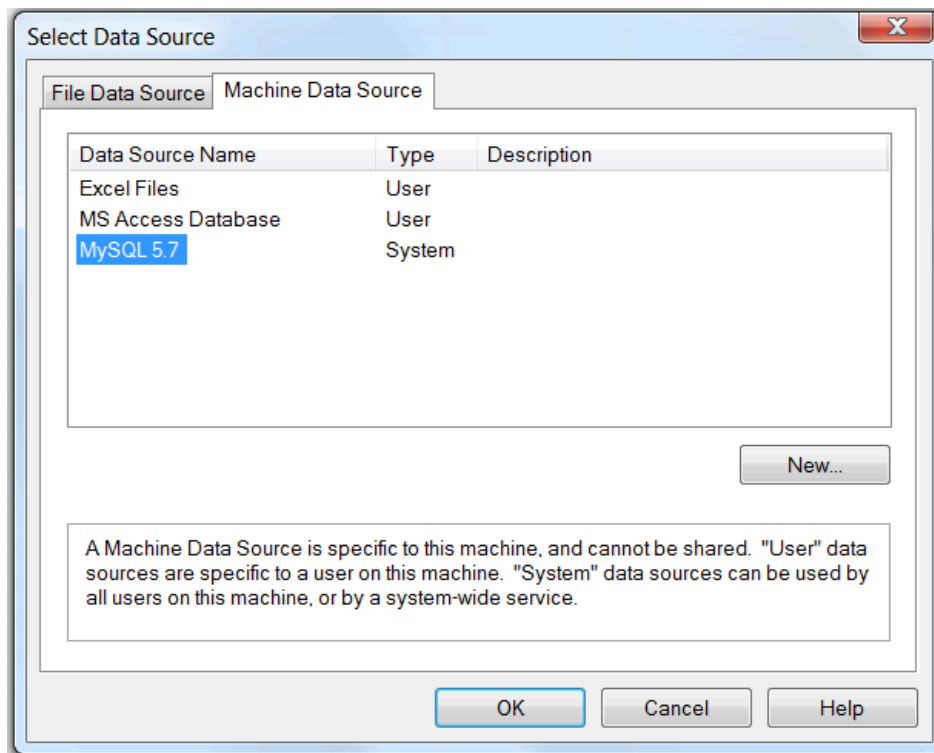 Select Data Source
File Data Source Machine Data Source
Data Source Name Type Description
Excel Files User
MS Access Database User
MySQL 5.7 System
New...
A Machine Data Source is specific to this machine, and cannot be shared. "User" data
sources are specific to a user on this machine. "System" data sources can be used by
all users on this machine, or by a system-wide service.
OK Cancel Help